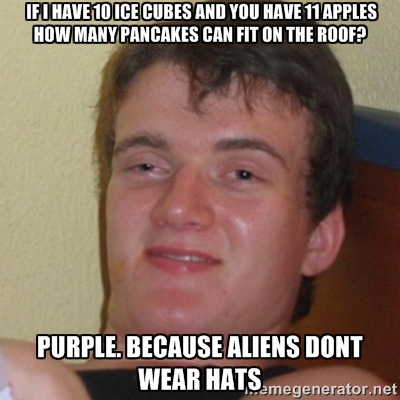 IF I HAVE 10 ICE CUBES AND YOU HAVE 11 APPLES
HOW MANY PANCAKES CAN FIT ON THE ROOF?
PURPLE. BECAUSE ALIENS DONT
WEAR HATS
memegenerator.net